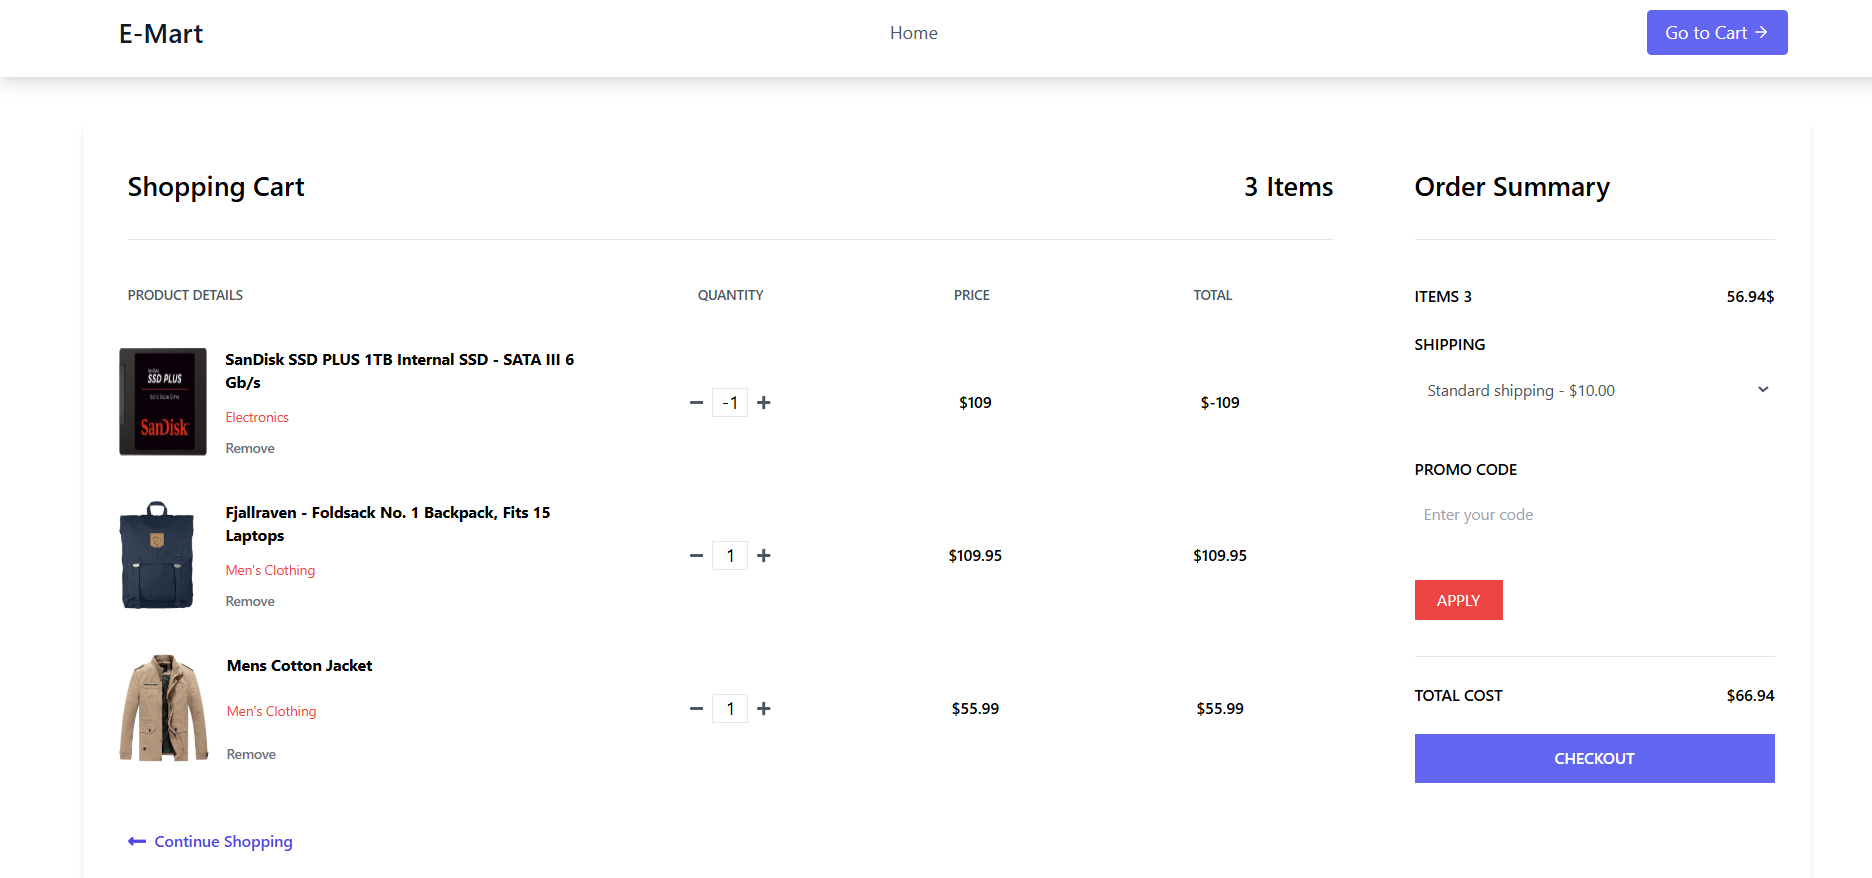 E-Mart
Home
Go to Cart →
Shopping Cart
3 Items
Order Summary
PRODUCT DETAILS
QUANTITY
PRICE
TOTAL
ITEMS 3
56.94$
SHIPPING
Standard shipping - $10.00
PROMO CODE
Enter your code
APPLY
TOTAL COST
$66.94
CHECKOUT
SSD PLUS
Solid State Drive
SanDisk
SanDisk SSD PLUS 1TB Internal SSD - SATA III 6
Gb/s
Electronics
Remove
-1
$109
$-109
Fjallraven - Foldsack No. 1 Backpack, Fits 15
Laptops
Men's Clothing
Remove
1
$109.95
$109.95
Mens Cotton Jacket
Men's Clothing
Remove
1
$55.99
$55.99
Continue Shopping